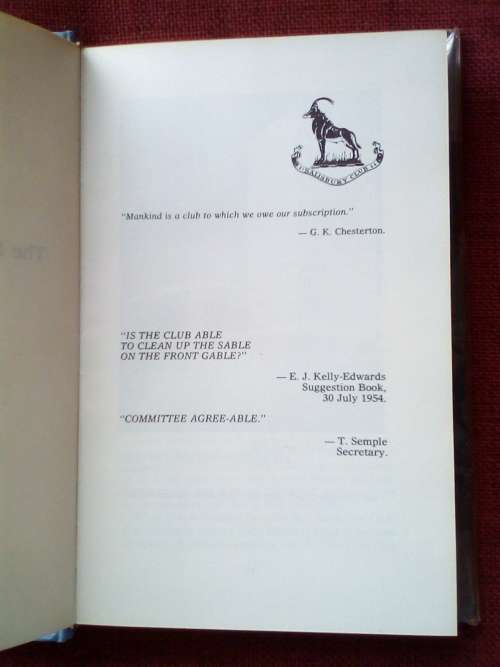 SALISBURY CLUB
"Mankind is a club to which we owe our subscription."
— G. K. Chesterton.
"IS THE CLUB ABLE
TO CLEAN UP THE SABLE
ON THE FRONT GABLE?"
— E. J. Kelly-Edwards
Suggestion Book,
30 July 1954.
"COMMITTEE AGREE-ABLE."
— T. Semple
Secretary.